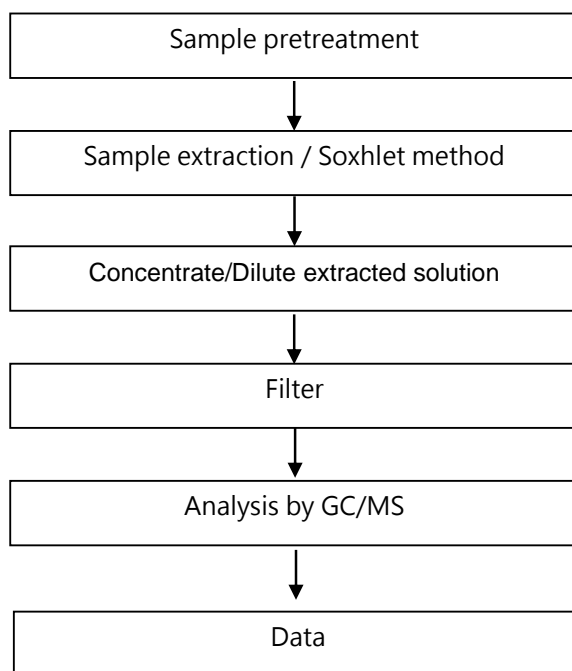 Sample pretreatment
Sample extraction / Soxhlet method
Concentrate/Dilute extracted solution
Filter
Analysis by GC/MS
Data